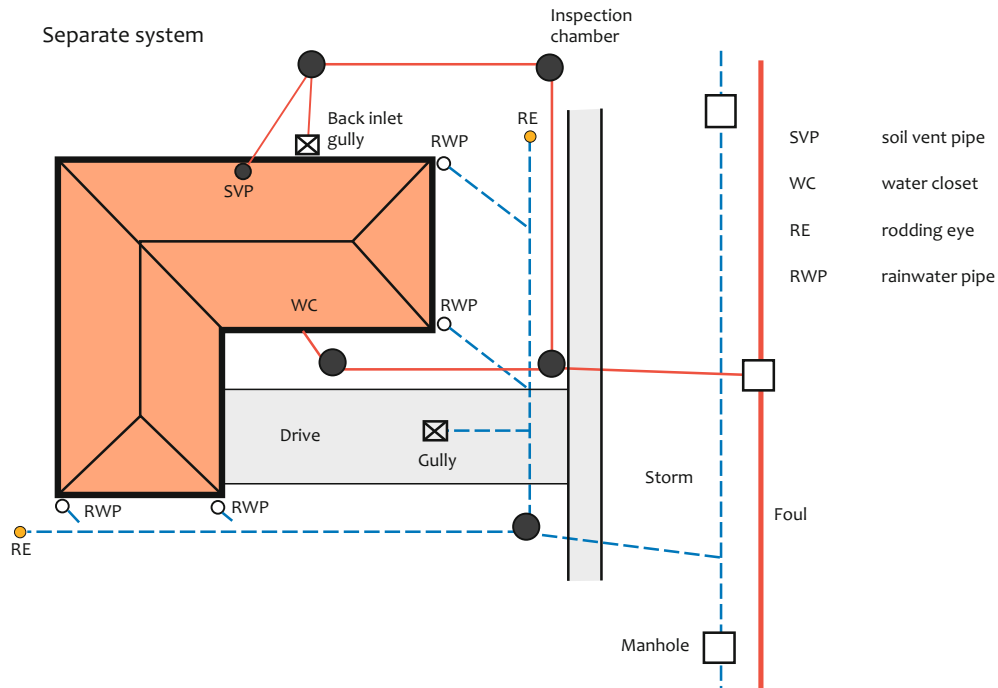 Separate system
Inspection
chamber
Back inlet
gully
RWP
RE
SVP
SVP soil vent pipe
WC water closet
RE rodding eye
RWP rainwater pipe
WC
RWP
Drive
Gully
Storm
Foul
RWP
RWP
RE
Manhole